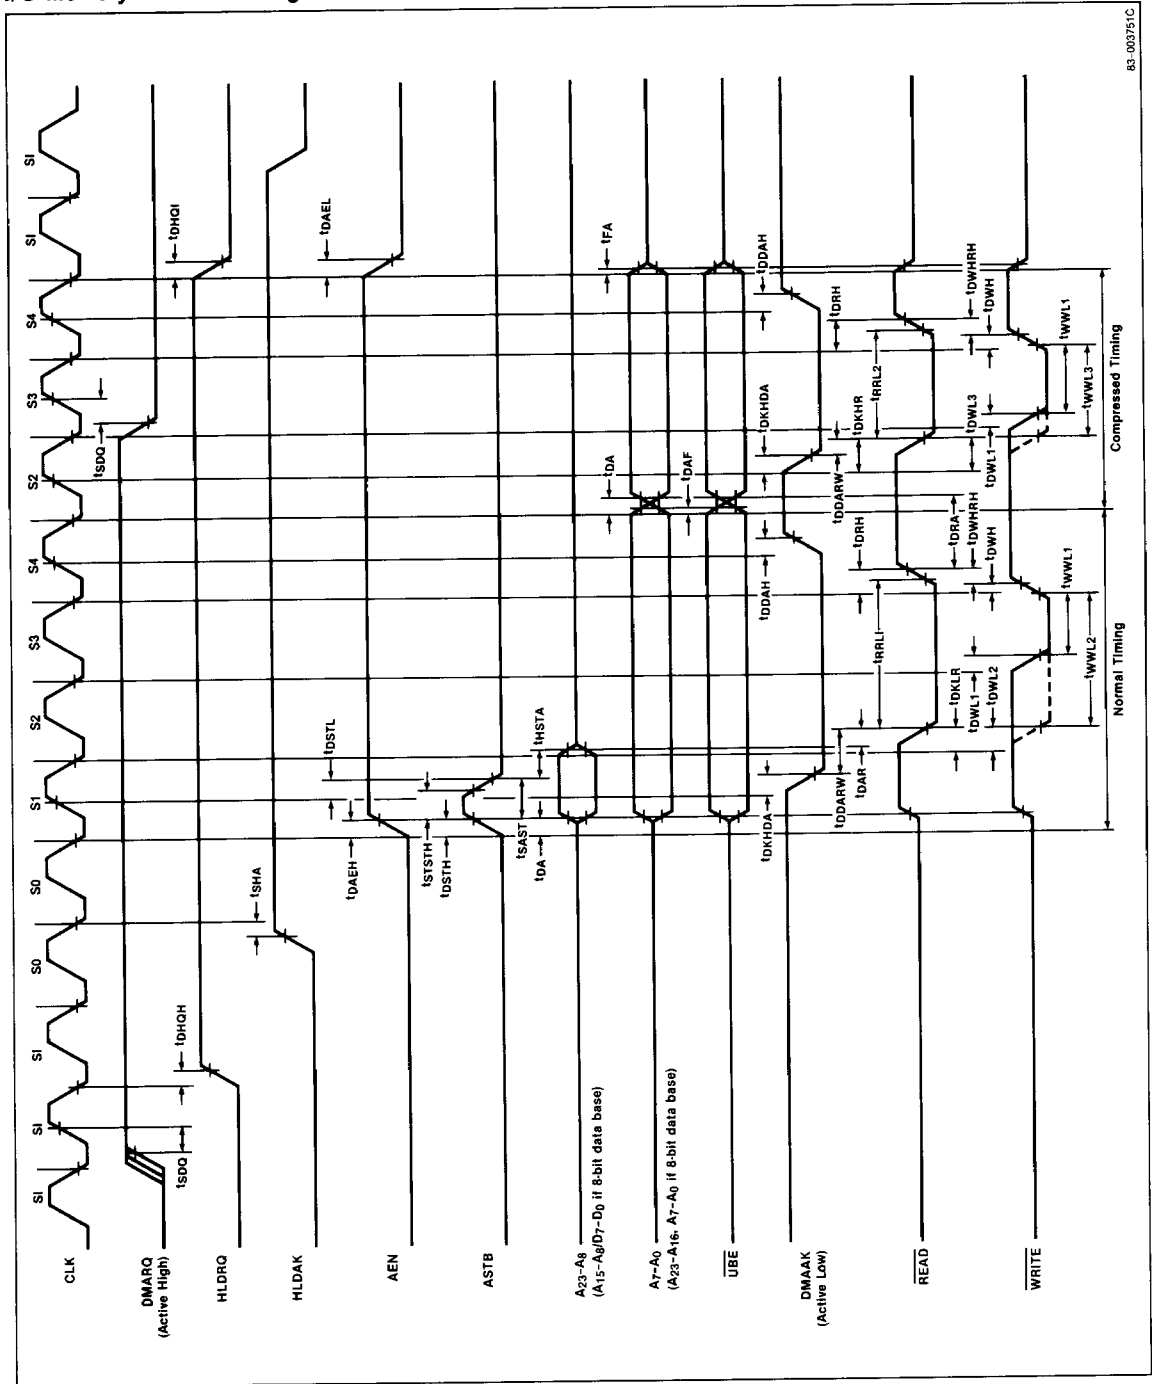 83-003751C
CLK
SI
SI
SI
S0
S0
S1
S2
S3
S4
S2
S3
S4
SI
SI
DMARQ
(Active High)
tSDQ
tSDQ
HLDRQ
tDHQH
tDHQI
HLDAK
tSHA
AEN
tDAEH
tDSTL
tDAEL
ASTB
tSTSTH
tDSTH
tSAST
tHSTA
A23-A8
(A15-A8/D7-D0 if 8-bit data base)
tDA
A7-A0
(A23-A16, A7-A0 if 8-bit data base)
tDA
tFA
UBE
tDAF
DMAAK
(Active Low)
tDKHDA
tDDAH
tDKHDA
tDDAH
tDDARW
tDAR
tDDARW
READ
tRRLI
tDRH
tDKHR
tRRL2
tDRH
tDKLR
tDRA
tDWHRH
tDWHRH
WRITE
tDWL1
tDWL2
tDWH
tDWL1
tDWL3
tDWH
tWWL1
tWWL2
tWWL1
tWWL3
Normal Timing
Compressed Timing